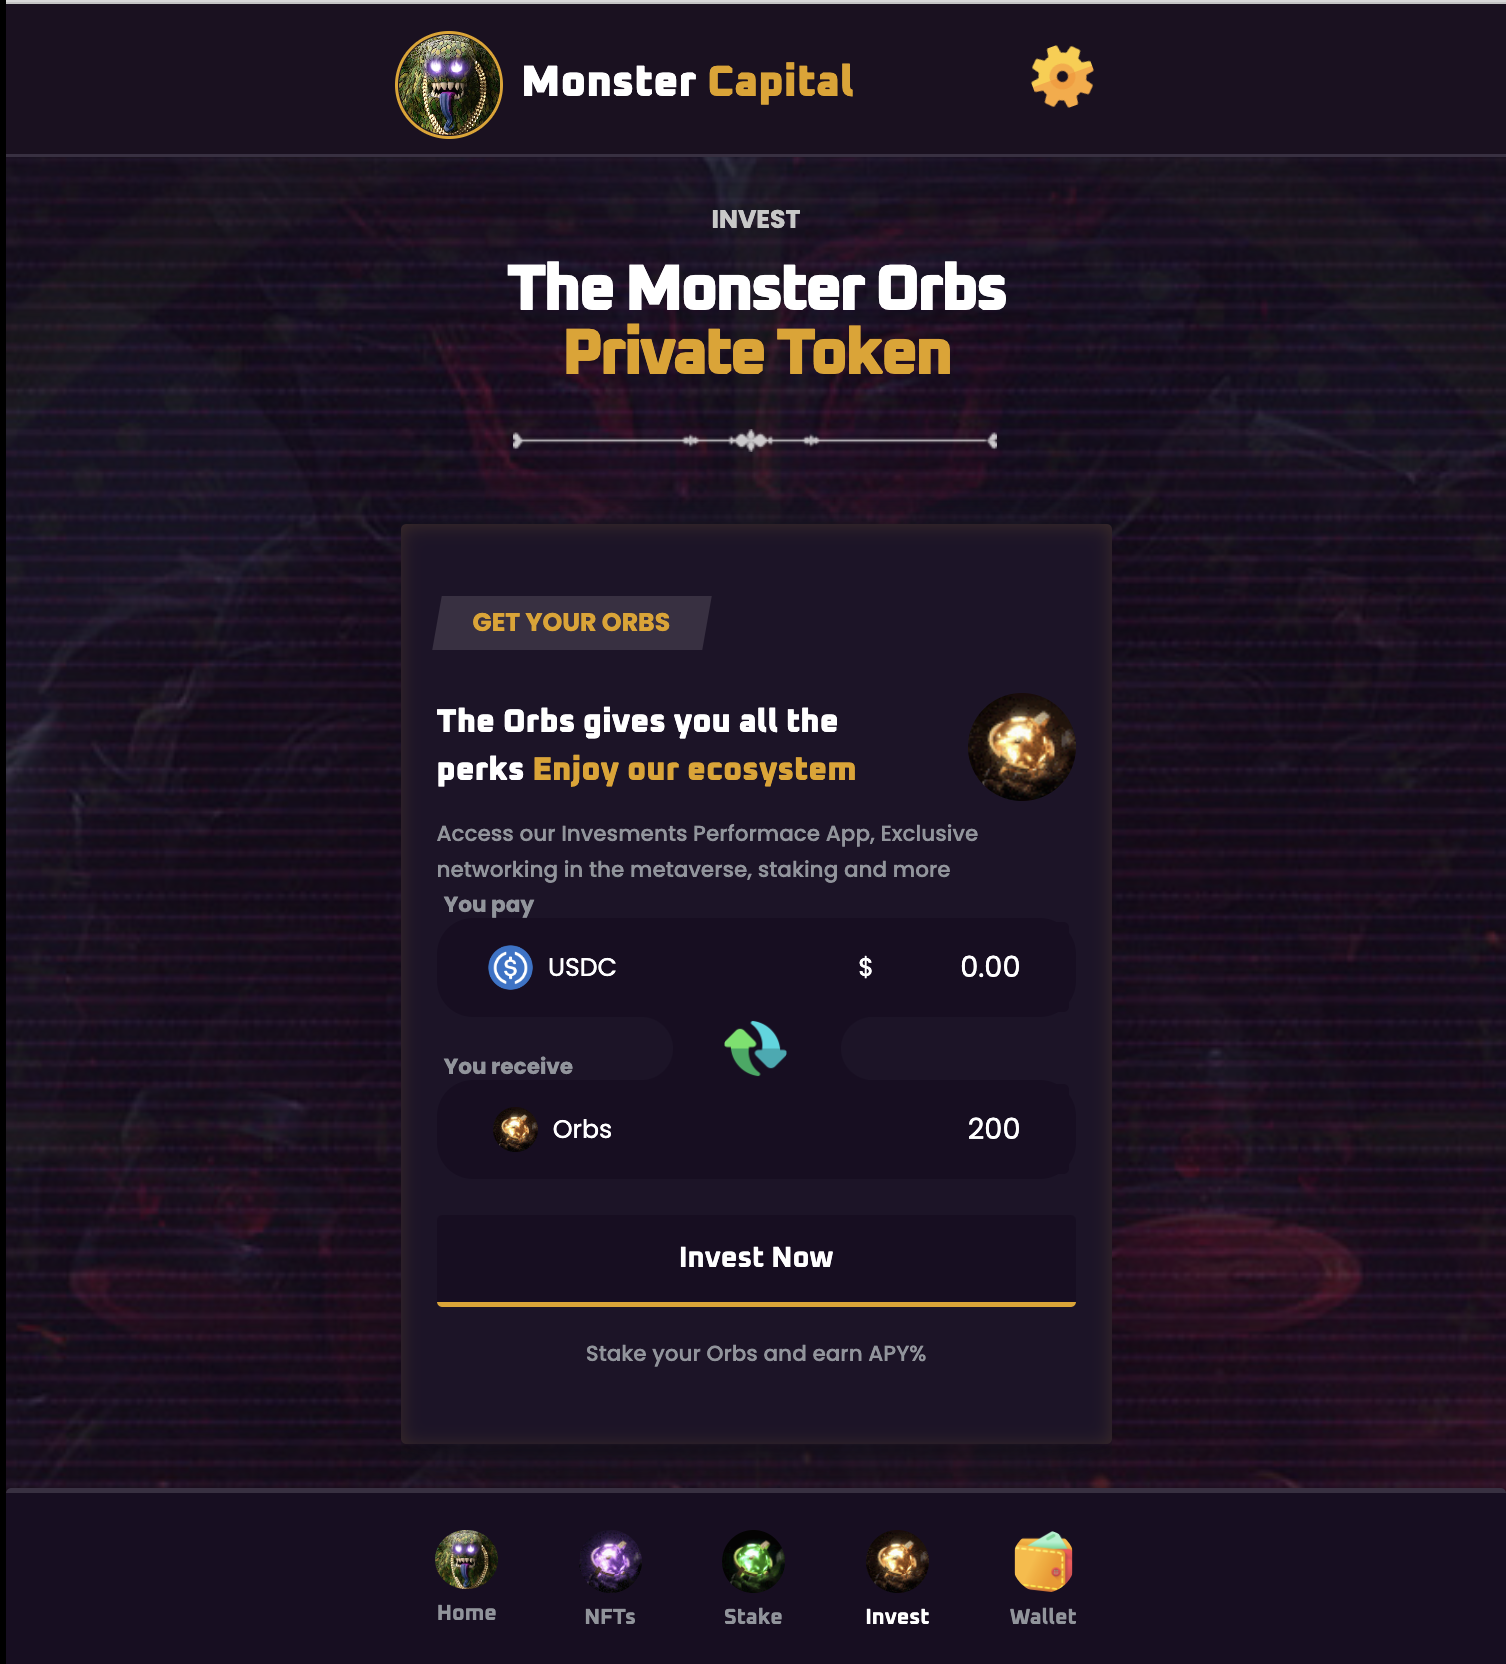 Monster Capital
INVEST
The Monster Orbs
Private Token
GET YOUR ORBS
The Orbs gives you all the
perks Enjoy our ecosystem
Access our Invesments Performace App, Exclusive
networking in the metaverse, staking and more
You pay
USDC $ 0.00
You receive
Orbs 200
Invest Now
Stake your Orbs and earn APY%
Home NFTs Stake Invest Wallet